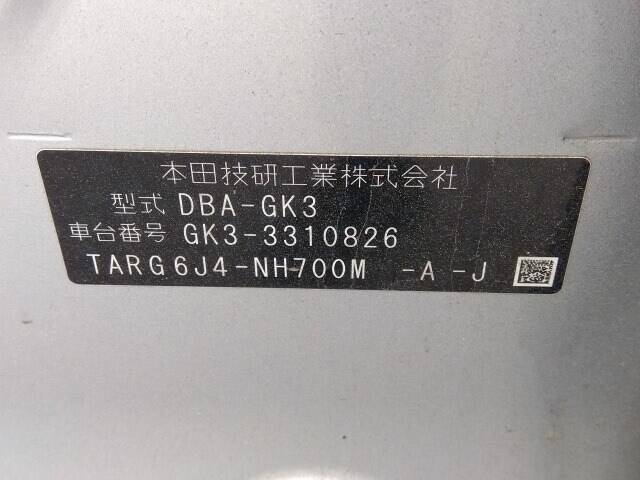 本田技研工業株式会社
型式 DBA-GK3
車台番号 GK3-3310826
TARG6J4-NH700M -A -J